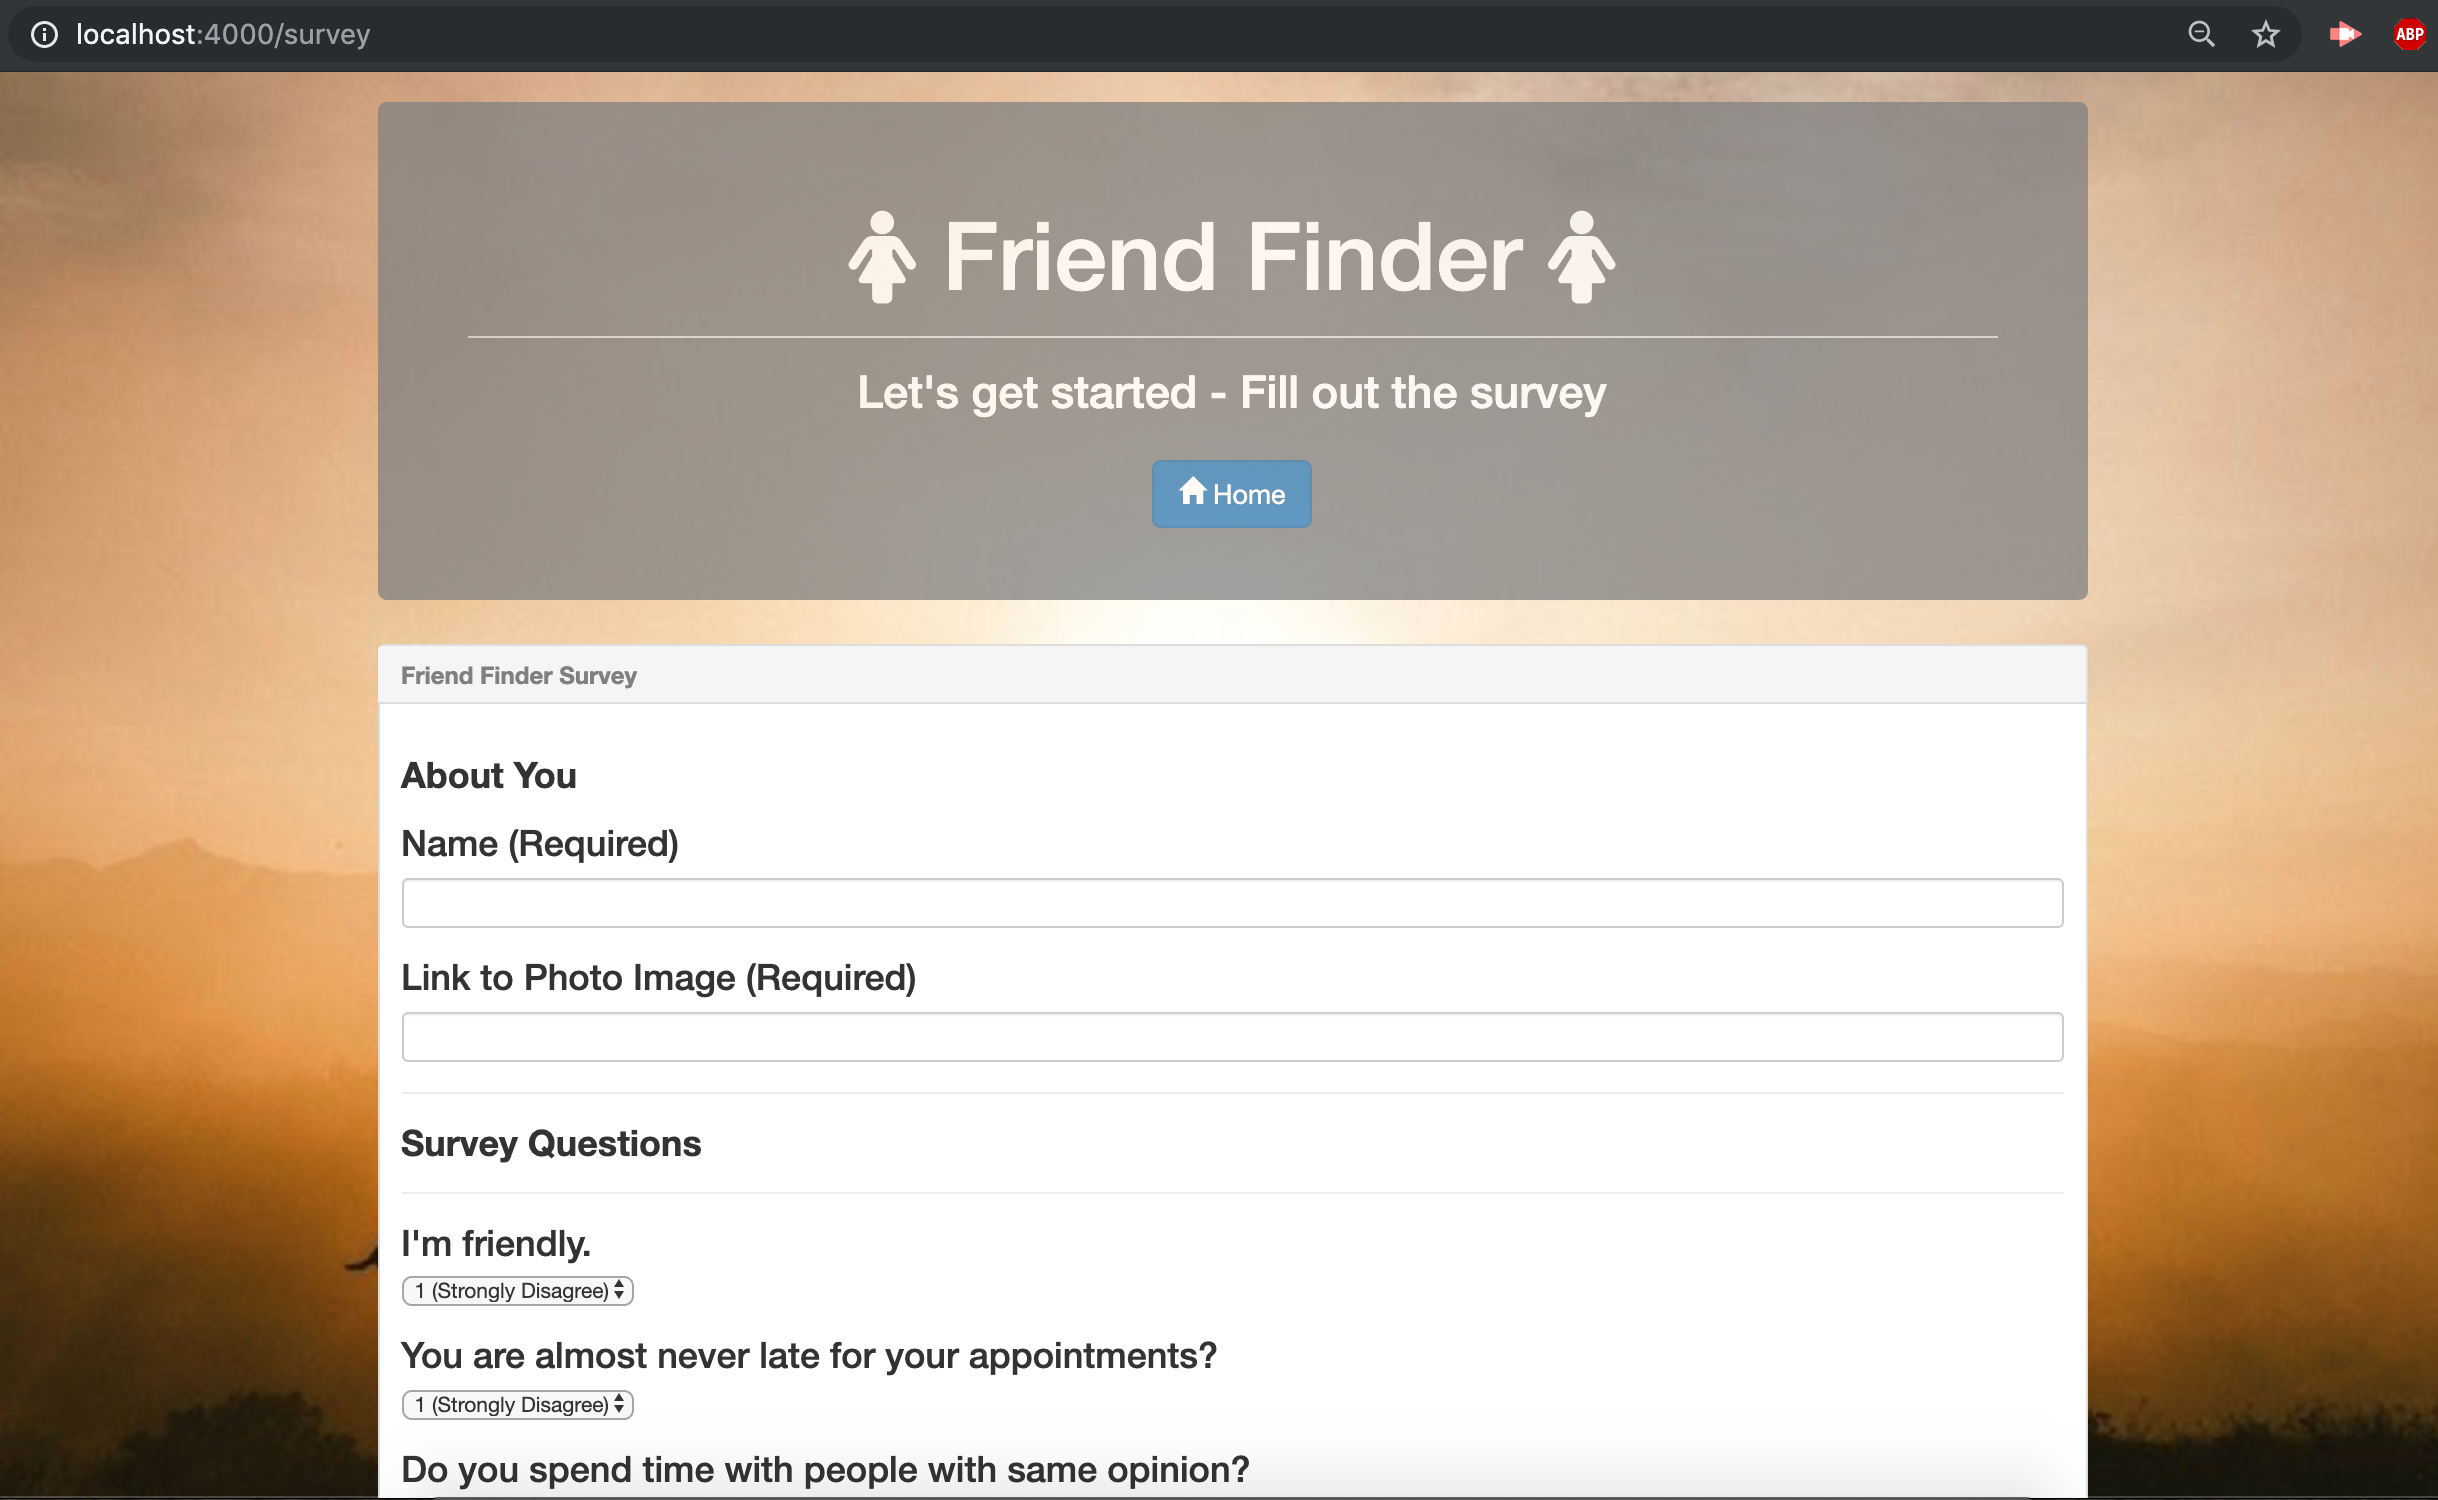 localhost:4000/survey
ABP
Friend Finder
Let's get started - Fill out the survey
Home
Friend Finder Survey
About You
Name (Required)
Link to Photo Image (Required)
Survey Questions
I'm friendly.
1 (Strongly Disagree)
You are almost never late for your appointments?
1 (Strongly Disagree)
Do you spend time with people with same opinion?